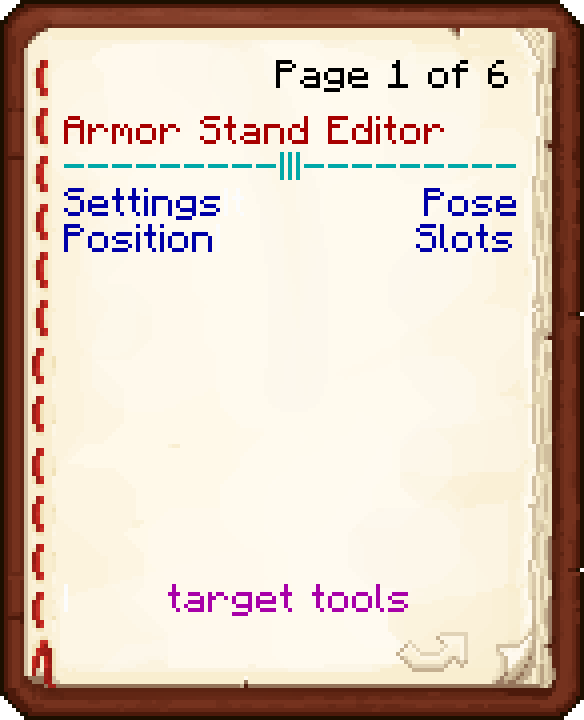 Page 1 of 6
Armor Stand Editor
Settings Pose
Position Slots
target tools